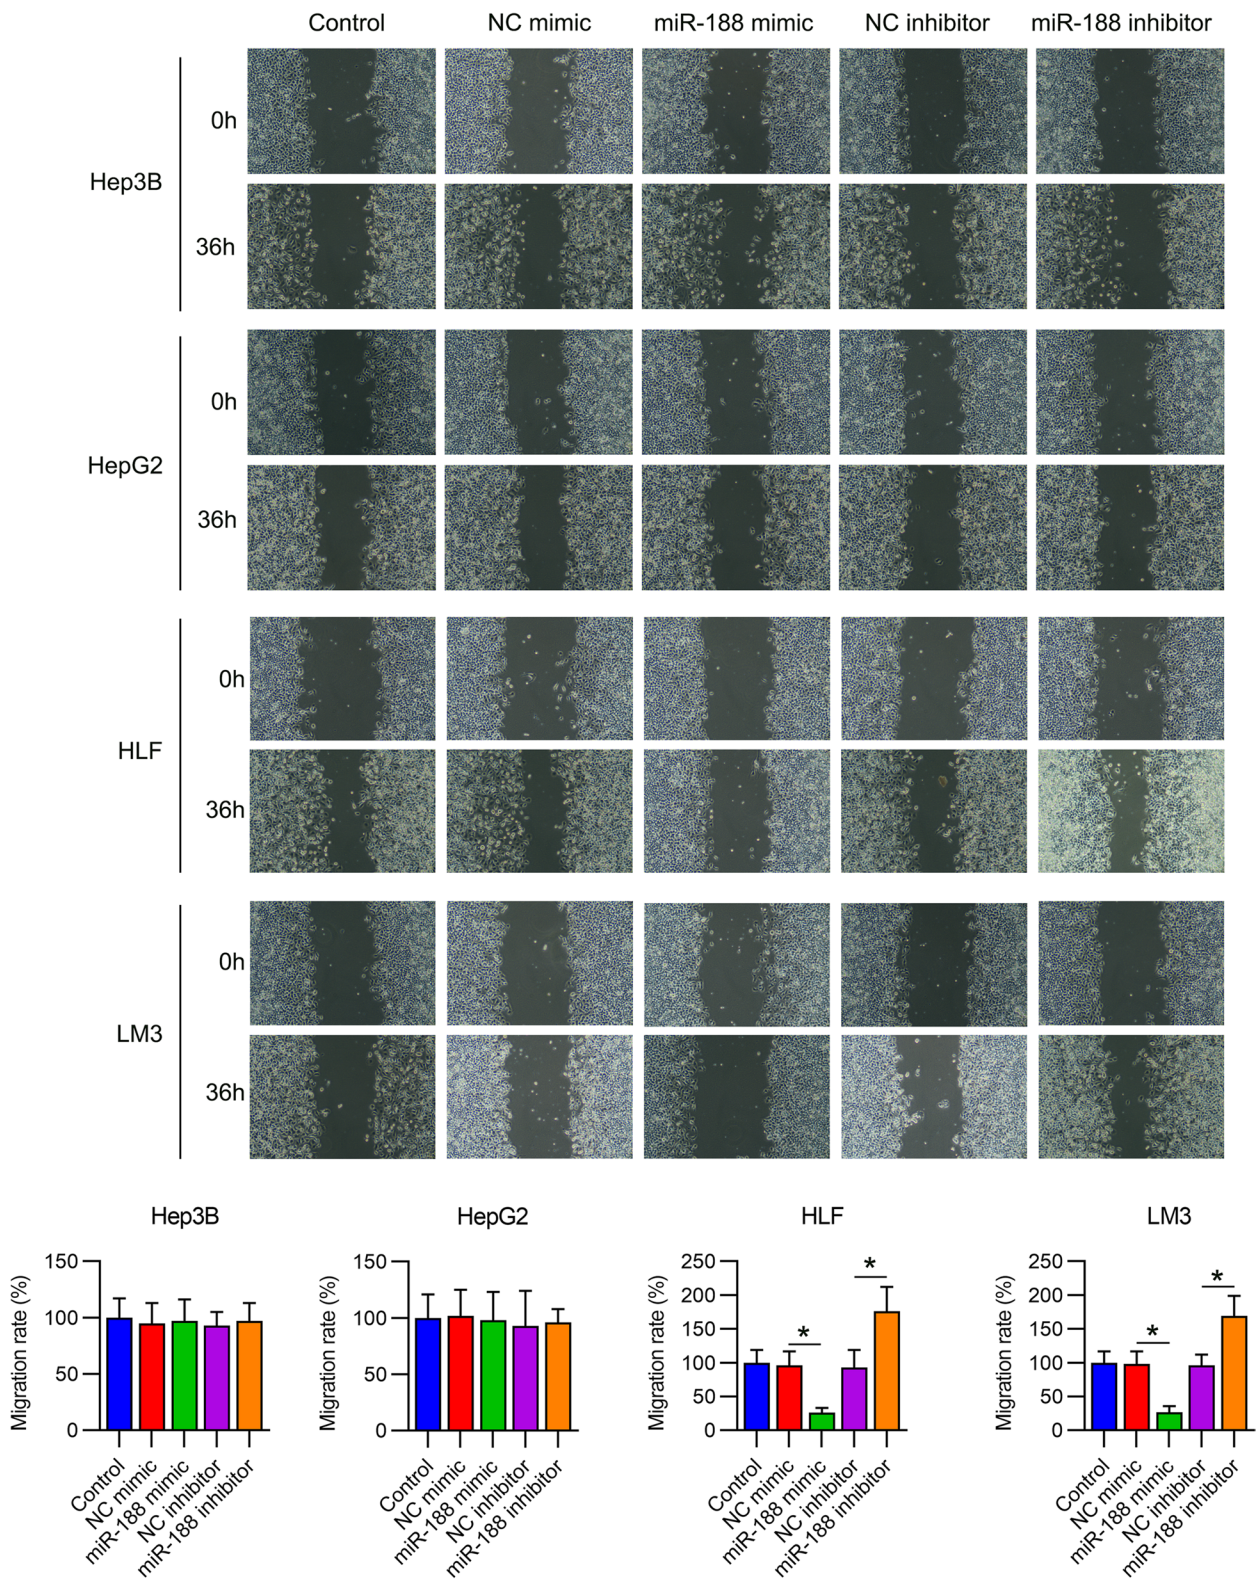 Control NC mimic miR-188 mimic NC inhibitor miR-188 inhibitor
Hep3B
0h
36h
HepG2
0h
36h
HLF
0h
36h
LM3
0h
36h
Hep3B
Migration rate (%)
150
100
50
0
Control
NC mimic
miR-188 mimic
NC inhibitor
miR-188 inhibitor
HepG2
Migration rate (%)
150
100
50
0
Control
NC mimic
miR-188 mimic
NC inhibitor
miR-188 inhibitor
HLF
Migration rate (%)
250
200
150
100
50
0
*
*
Control
NC mimic
miR-188 mimic
NC inhibitor
miR-188 inhibitor
LM3
Migration rate (%)
250
200
150
100
50
0
*
*
Control
NC mimic
miR-188 mimic
NC inhibitor
miR-188 inhibitor